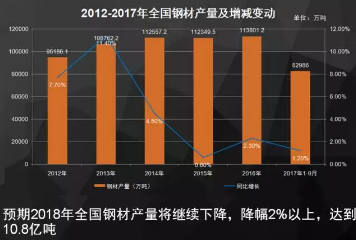 2012-2017年全国钢材产量及增减变动
单位：万吨
120000 12.00%
100000 10.00%
80000 8.00%
60000 6.00%
40000 4.00%
20000 2.00%
0 0.00%
95186.1 108762.2 112557.2 112349.5 113801.2 82986
7.70% 11.40% 4.50% 0.60% 2.30% 1.20%
2012年 2013年 2014年 2015年 2016年 2017年1-9月
钢材产量（万吨） 同比增长
预期2018年全国钢材产量将继续下降，降幅2%以上，达到
10.8亿吨